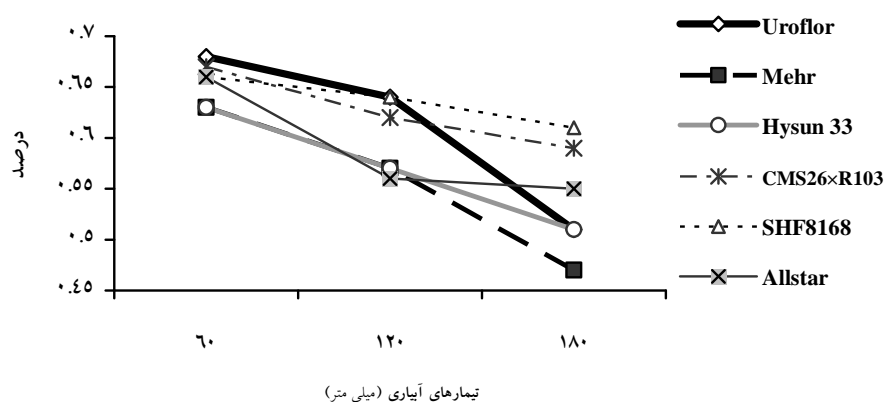 درصد
۰.۷
۰.۶۵
۰.۶
۰.۵۵
۰.۵
۰.۴۵
۶۰
۱۲۰
۱۸۰
تیمارهای آبیاری (میلی متر)
Uroflor
Mehr
Hysun 33
CMS26×R103
SHF8168
Allstar